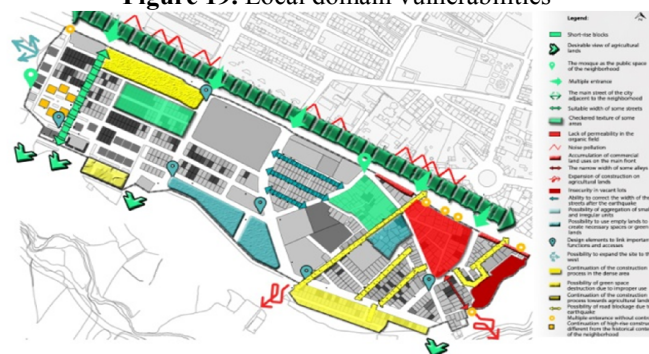 Figure 19. Local domain vulnerabilities
Legend:
Short-rise blocks
Desirable view of agricultural
lands
The mosque as the public space
of the neighborhood
Multiple entrance
The main street of the city
adjacent to the neighborhood
Suitable width of some streets
Checkered texture of some
areas
Lack of permeability in the
organic field
Noise pollution
Accumulation of commercial
land uses on the main front
The narrow width of some alleys
Expansion of construction on
agricultural lands
Insecurity in vacant lots
Ability to correct the width of the
streets after the earthquake
Possibility of aggregation of small
and irregular units
Possibility to use empty lands to
create necessary spaces or green
lands
Design elements to link important
functions and accesses
Possibility to expand the site to the
west
Continuation of the construction
process in the dense area
Possibility of green space
destruction due to improper use
Continuation of the construction
process towards agricultural land
Possibility of road blockage due to
earthquake
Multiple-enterance without contr
Continuation of high-rise construc
different from the historical context
of the neighborhood